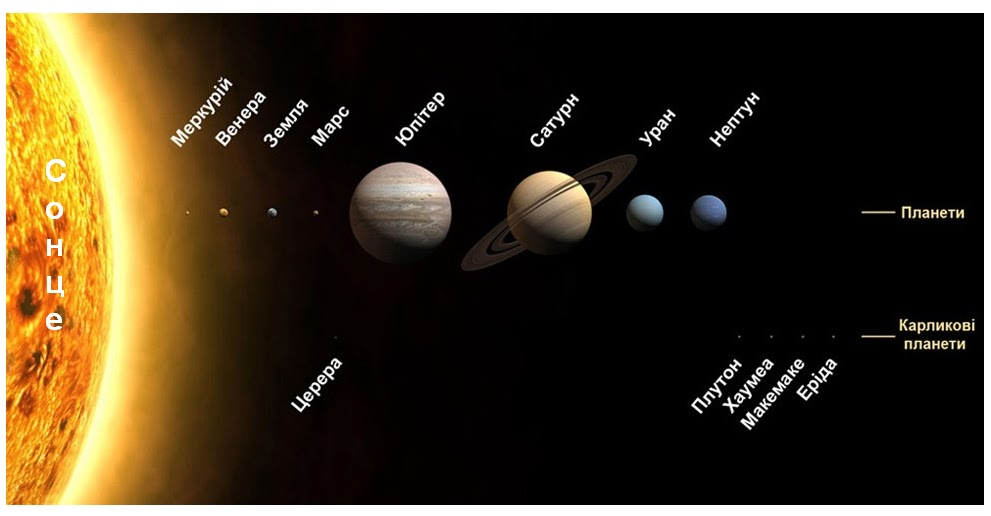 Сонце
Меркурій
Венера
Земля
Марс
Юпітер
Сатурн
Уран
Нептун
Планети
Церера
Плутон
Хаумеа
Макемаке
Еріда
Карликові
планети